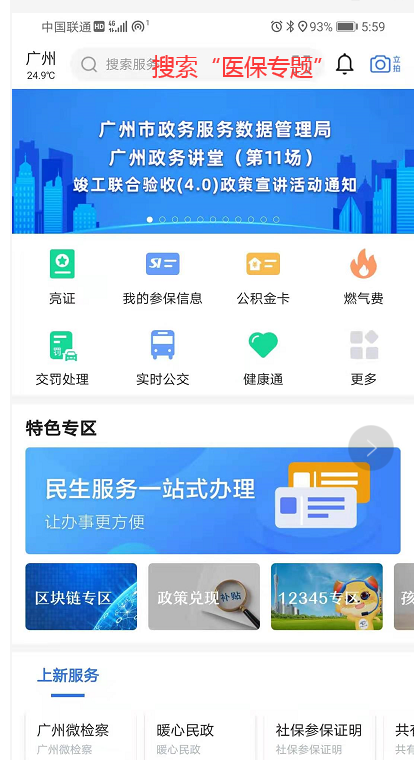 中国联通 HD 4G 1 93% 5:59
广州
24.9℃
搜索服务
搜索“医保专题”
立拍
广州市政务服务数据管理局
广州政务讲堂（第11场）
竣工联合验收(4.0)政策宣讲活动通知
亮证 我的参保信息 公积金卡 燃气费
交罚处理 实时公交 健康通 更多
特色专区
民生服务一站式办理
让办事更方便
区块链专区 政策兑现 补贴 12345专区 孩
上新服务
广州微检察 暖心民政 社保参保证明 共
广州微检察 暖心民政 社保参保证明 共有